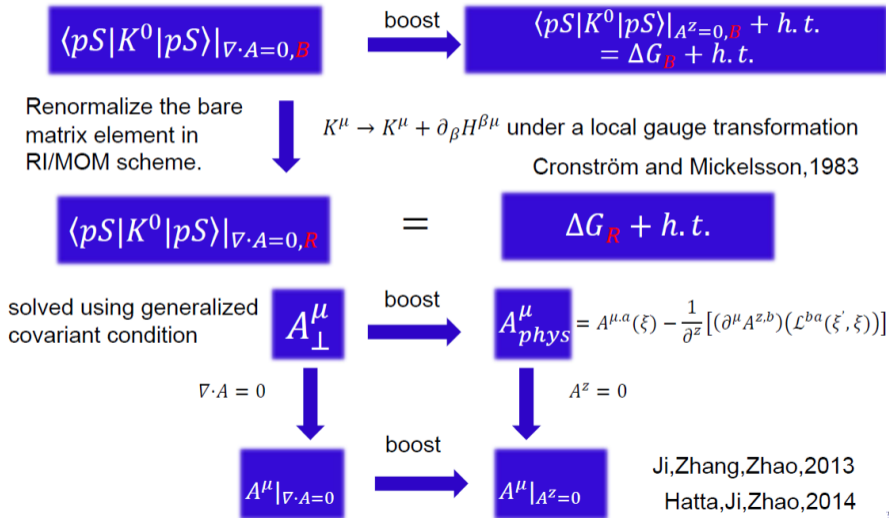 boost
⟨pS|K⁰|pS⟩|∇·A=0,B
⟨pS|K⁰|pS⟩|Aᶻ=0,B + h.t.
= ΔG_B + h.t.
Renormalize the bare
matrix element in
RI/MOM scheme.
K^μ → K^μ + ∂_β H^{βμ} under a local gauge transformation
Cronström and Mickelsson,1983
⟨pS|K⁰|pS⟩|∇·A=0,R
=
ΔG_R + h.t.
solved using generalized
covariant condition
A^μ_⊥
boost
A^μ_phys = A^{μ,a}(ξ) − 1/∂^z [(∂^μ A^{z,b})(ℒ^{ba}(ξ′,ξ))]
∇·A = 0
A^z = 0
boost
A^μ|∇·A=0
A^μ|A^z=0
Ji,Zhang,Zhao,2013
Hatta,Ji,Zhao,2014